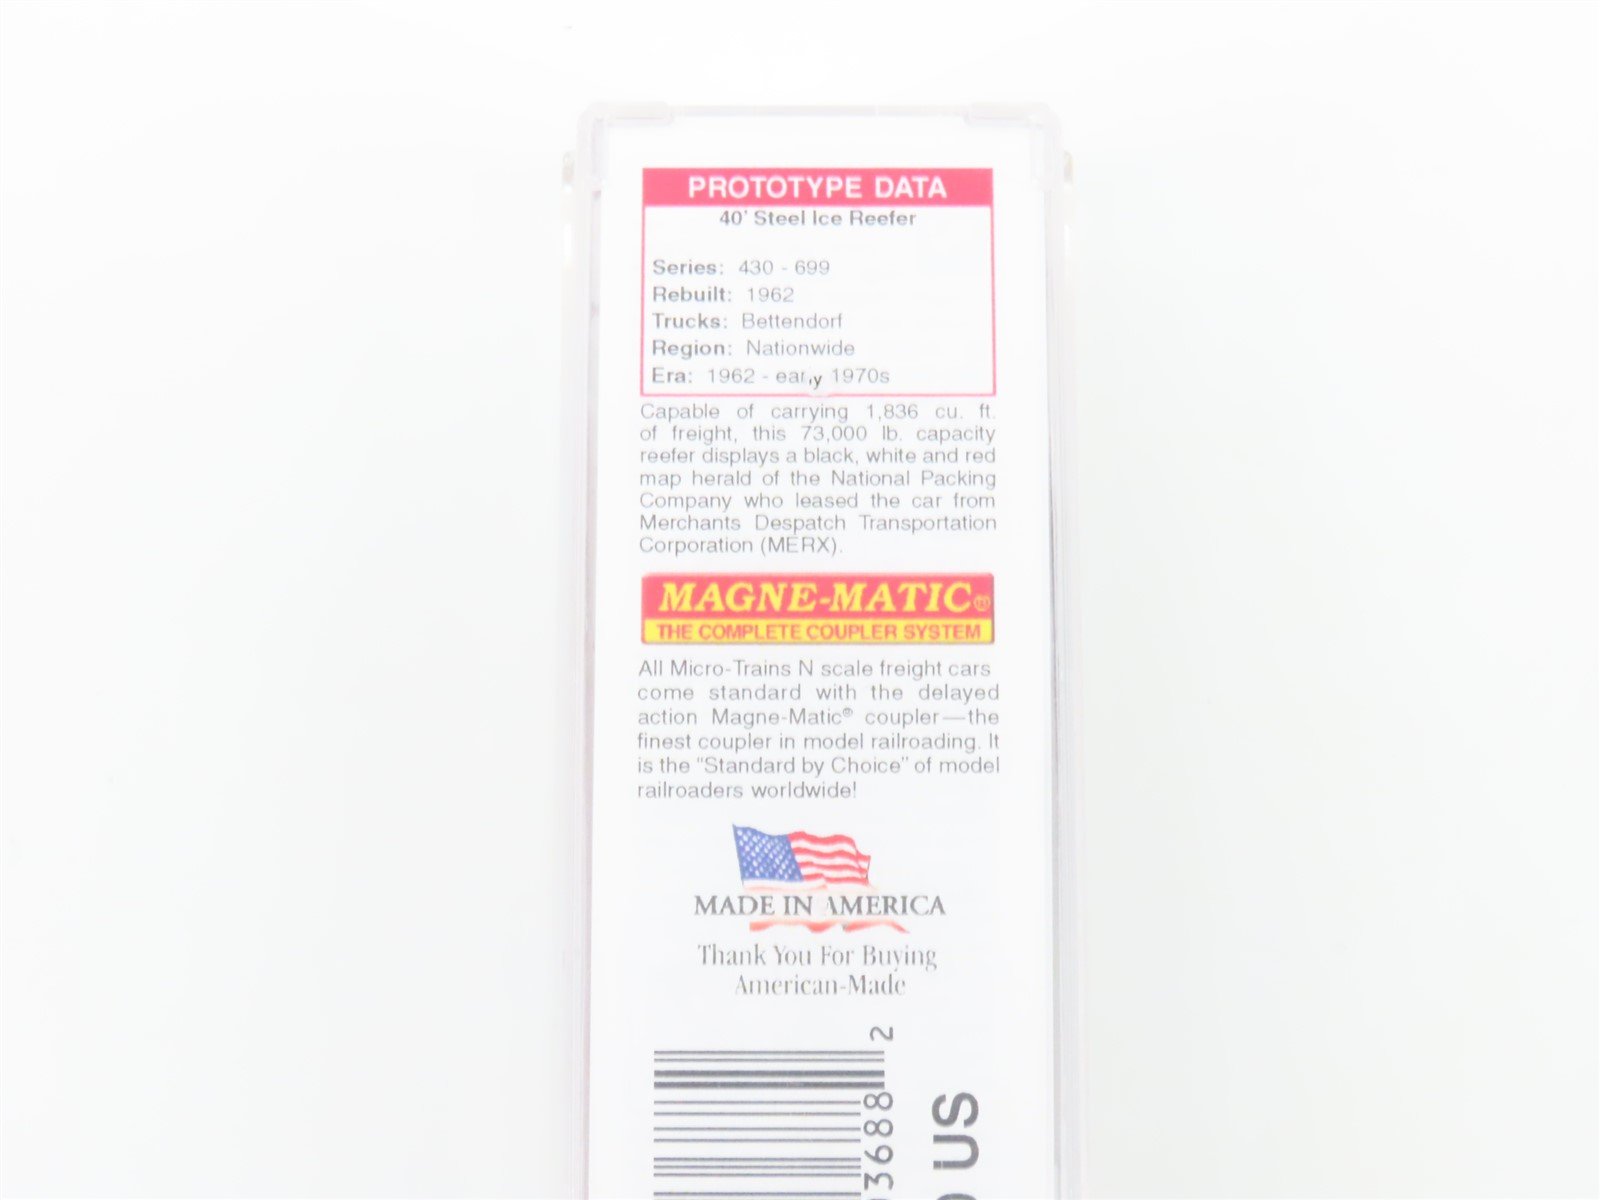 PROTOTYPE DATA
40' Steel Ice Reefer
Series: 430 - 699
Rebuilt: 1962
Trucks: Bettendorf
Region: Nationwide
Era: 1962 - early 1970s
Capable of carrying 1,836 cu. ft.
of freight, this 73,000 lb. capacity
reefer displays a black, white and red
map herald of the National Packing
Company who leased the car from
Merchants Despatch Transportation
Corporation (MERX).
MAGNE-MATIC®
THE COMPLETE COUPLER SYSTEM
All Micro-Trains N scale freight cars
come standard with the delayed
action Magne-Matic® coupler—the
finest coupler in model railroading. It
is the "Standard by Choice" of model
railroaders worldwide!
MADE IN AMERICA
Thank You For Buying
American-Made
3688 2
US